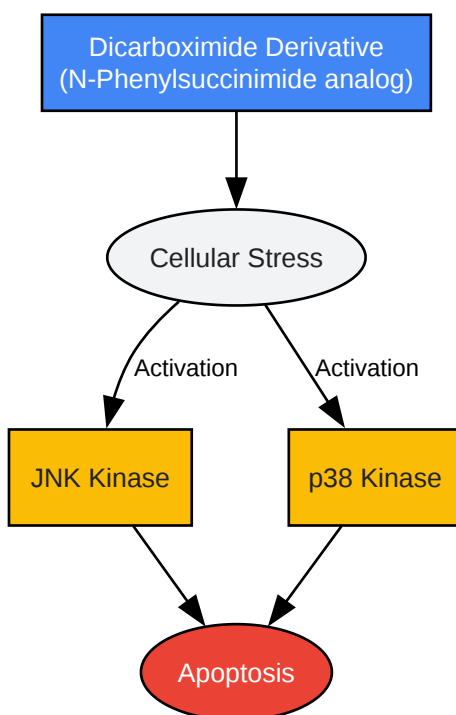 Dicarboximide Derivative
(N-Phenylsuccinimide analog)
Cellular Stress
Activation
Activation
JNK Kinase
p38 Kinase
Apoptosis